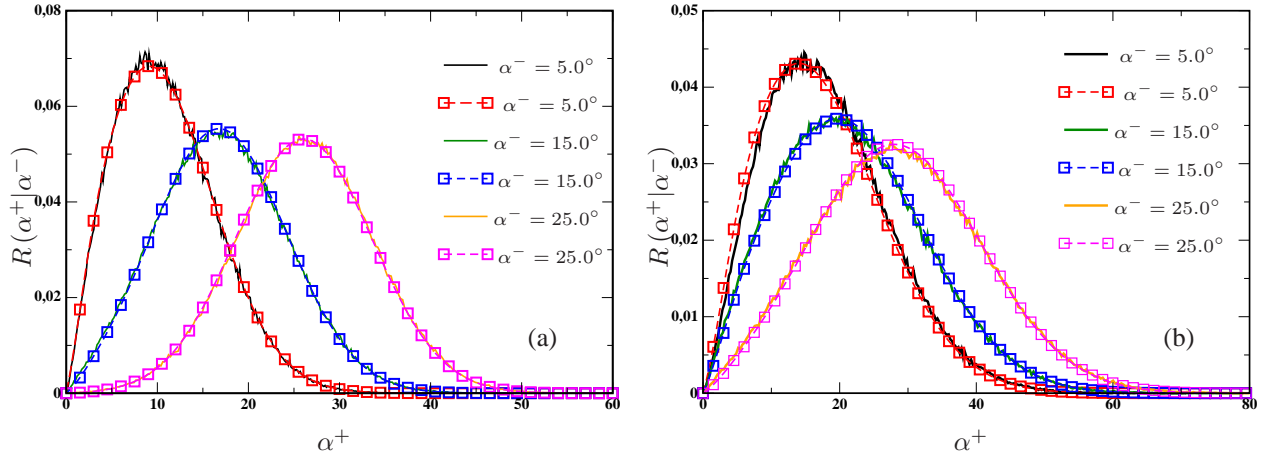 0,08
0,06
0,04
0,02
0,00
R (α⁺|α⁻)
0 10 20 30 40 50 60
α⁺
α⁻ = 5.0°
α⁻ = 5.0°
α⁻ = 15.0°
α⁻ = 15.0°
α⁻ = 25.0°
α⁻ = 25.0°
(a)
0,05
0,04
0,03
0,02
0,01
0,00
R (α⁺|α⁻)
0 20 40 60 80
α⁺
α⁻ = 5.0°
α⁻ = 5.0°
α⁻ = 15.0°
α⁻ = 15.0°
α⁻ = 25.0°
α⁻ = 25.0°
(b)